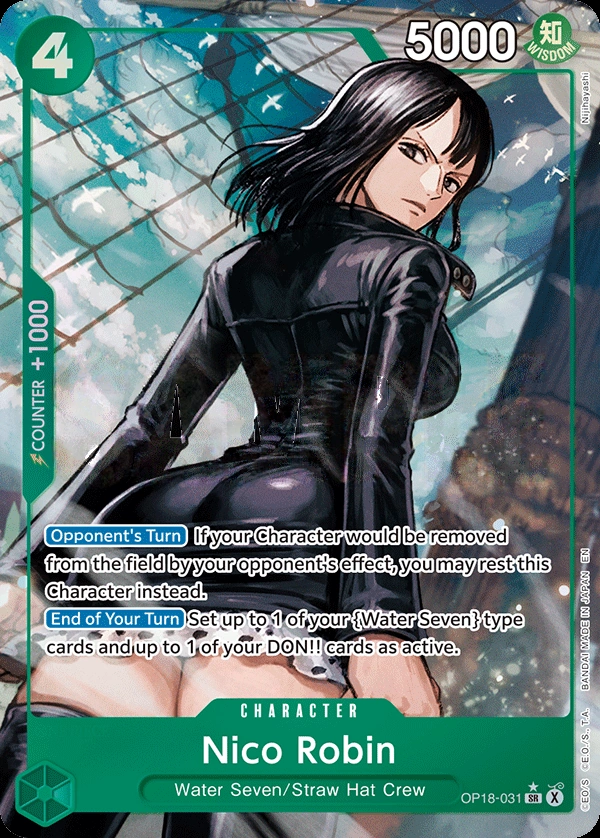 4
5000
知
WISDOM
Nijihayashi
COUNTER +1000
Opponent's Turn If your Character would be removed
from the field by your opponent's effect, you may rest this
Character instead.
End of Your Turn Set up to 1 of your {Water Seven} type
cards and up to 1 of your DON!! cards as active.
CHARACTER
Nico Robin
Water Seven/Straw Hat Crew
OP18-031 SR X
©E.O/S ©E.O./S., T.A. BANDAI MADE IN JAPAN EN